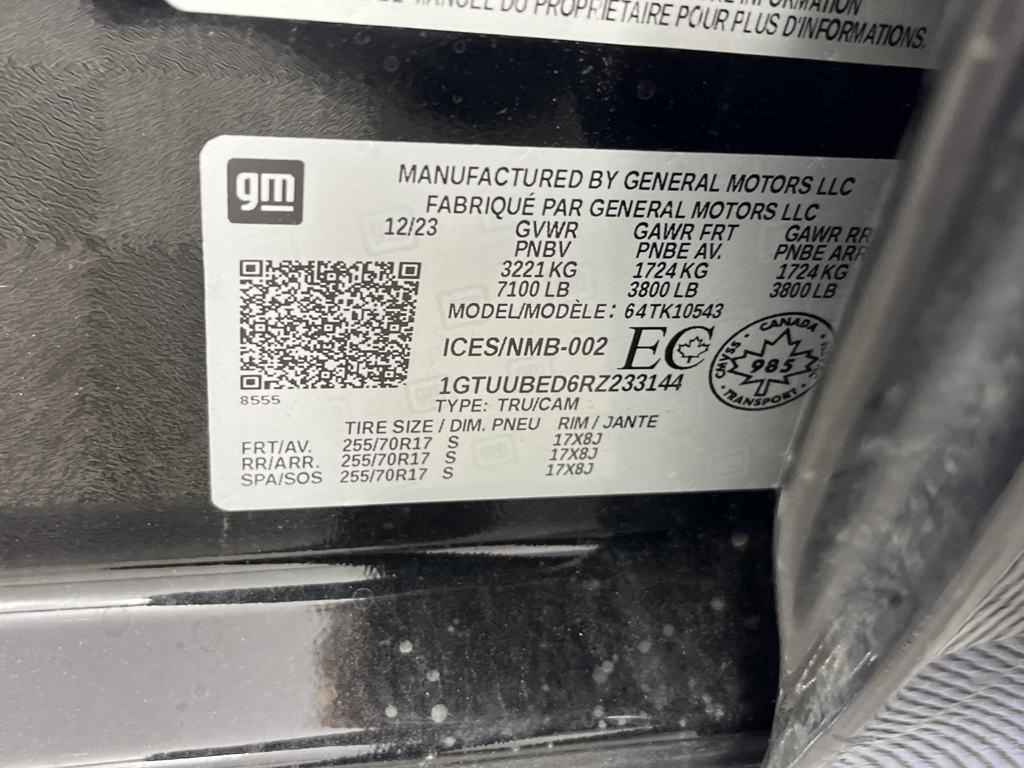 INFORMATION
MANUEL DU PROPRIÉTAIRE POUR PLUS D'INFORMATIONS.
gm
MANUFACTURED BY GENERAL MOTORS LLC
FABRIQUÉ PAR GENERAL MOTORS LLC
12/23 GVWR GAWR FRT GAWR RR
PNBV PNBE AV. PNBE ARR
3221 KG 1724 KG 1724 KG
7100 LB 3800 LB 3800 LB
MODEL/MODÈLE: 64TK10543
ICES/NMB-002 EC
CANADA
CMVSS 985
TRANSPORT
1GTUUBED6RZ233144
8555
TYPE: TRU/CAM
TIRE SIZE / DIM. PNEU RIM / JANTE
FRT/AV. 255/70R17 S 17X8J
RR/ARR. 255/70R17 S 17X8J
SPA/SOS 255/70R17 S 17X8J